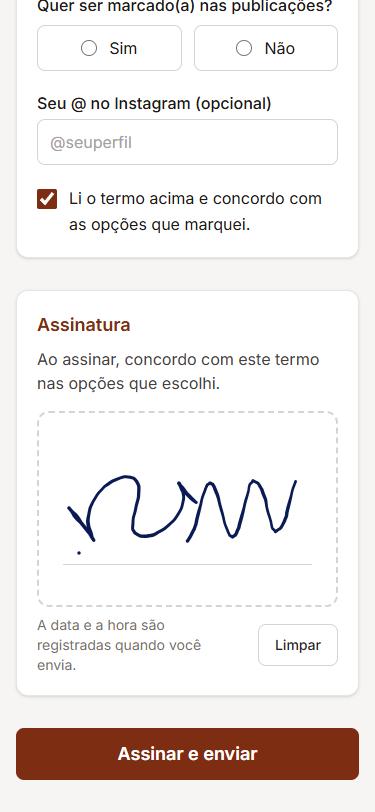 Quer ser marcado(a) nas publicações?
Sim
Não
Seu @ no Instagram (opcional)
@seuperfil
Li o termo acima e concordo com
as opções que marquei.
Assinatura
Ao assinar, concordo com este termo
nas opções que escolhi.
A data e a hora são
registradas quando você
envia.
Limpar
Assinar e enviar